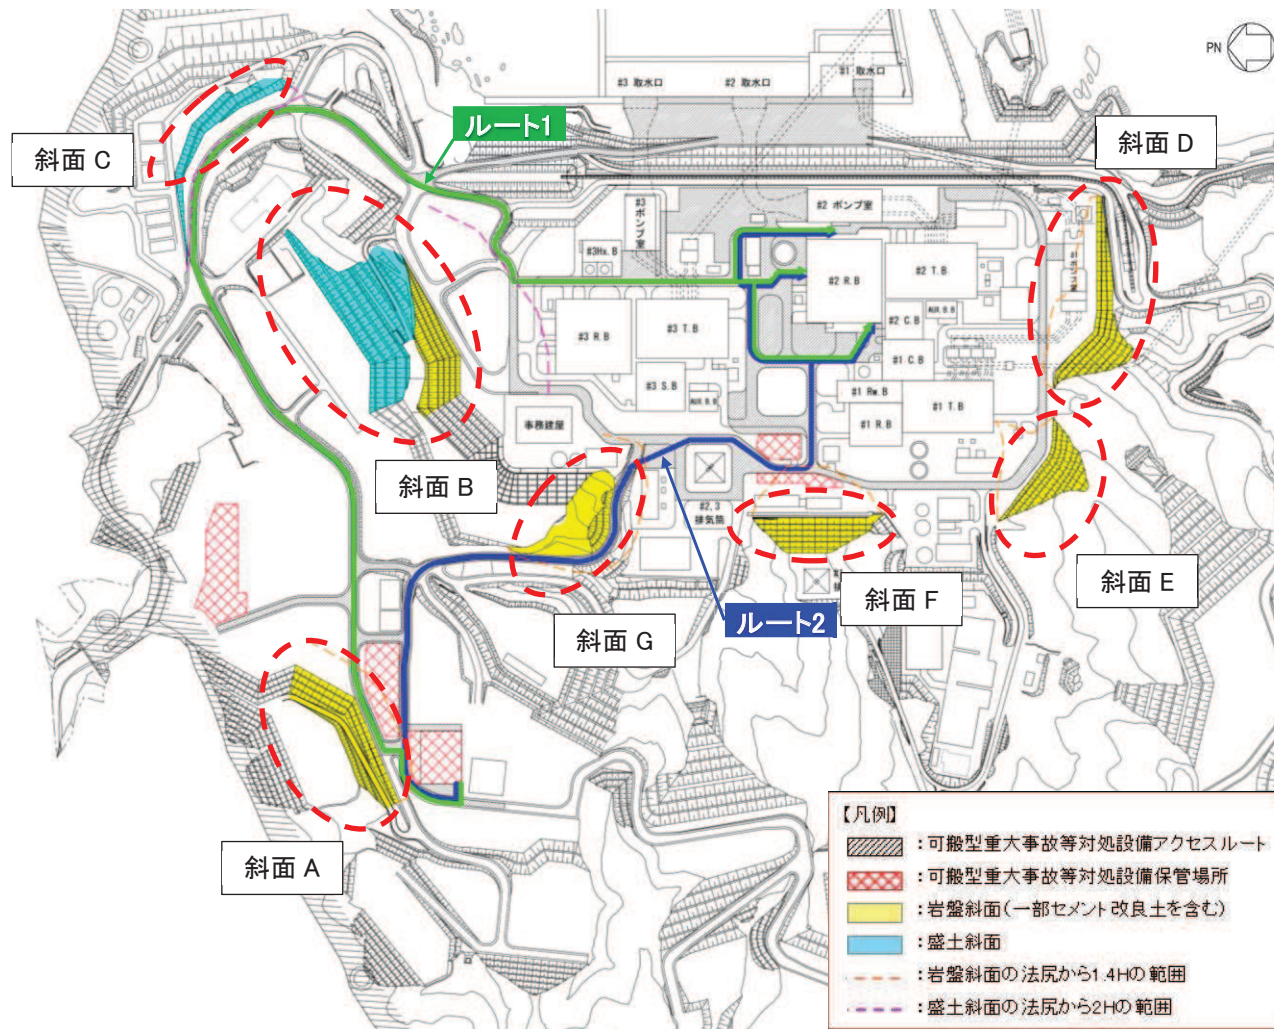 PN
#3 取水口
#2 取水口
#1 取水口
ルート1
斜面 C
斜面 D
#3
ポンプ室
#2 ポンプ室
#3Hx.B
#2 R.B
#2 T.B
AUX.B.B
#2 C.B
#1 C.B
#3 R.B
#3 T.B
#3 S.B
AUX.B.B
#1 Rw.B
#1 R.B
#1 T.B
事務建屋
斜面 B
#2,3
排気筒
斜面 E
斜面 F
ルート2
斜面 G
斜面 A
【凡例】
：可搬型重大事故等対処設備アクセスルート
：可搬型重大事故等対処設備保管場所
：岩盤斜面(一部セメント改良土を含む)
：盛土斜面
：岩盤斜面の法尻から1.4Hの範囲
：盛土斜面の法尻から2Hの範囲